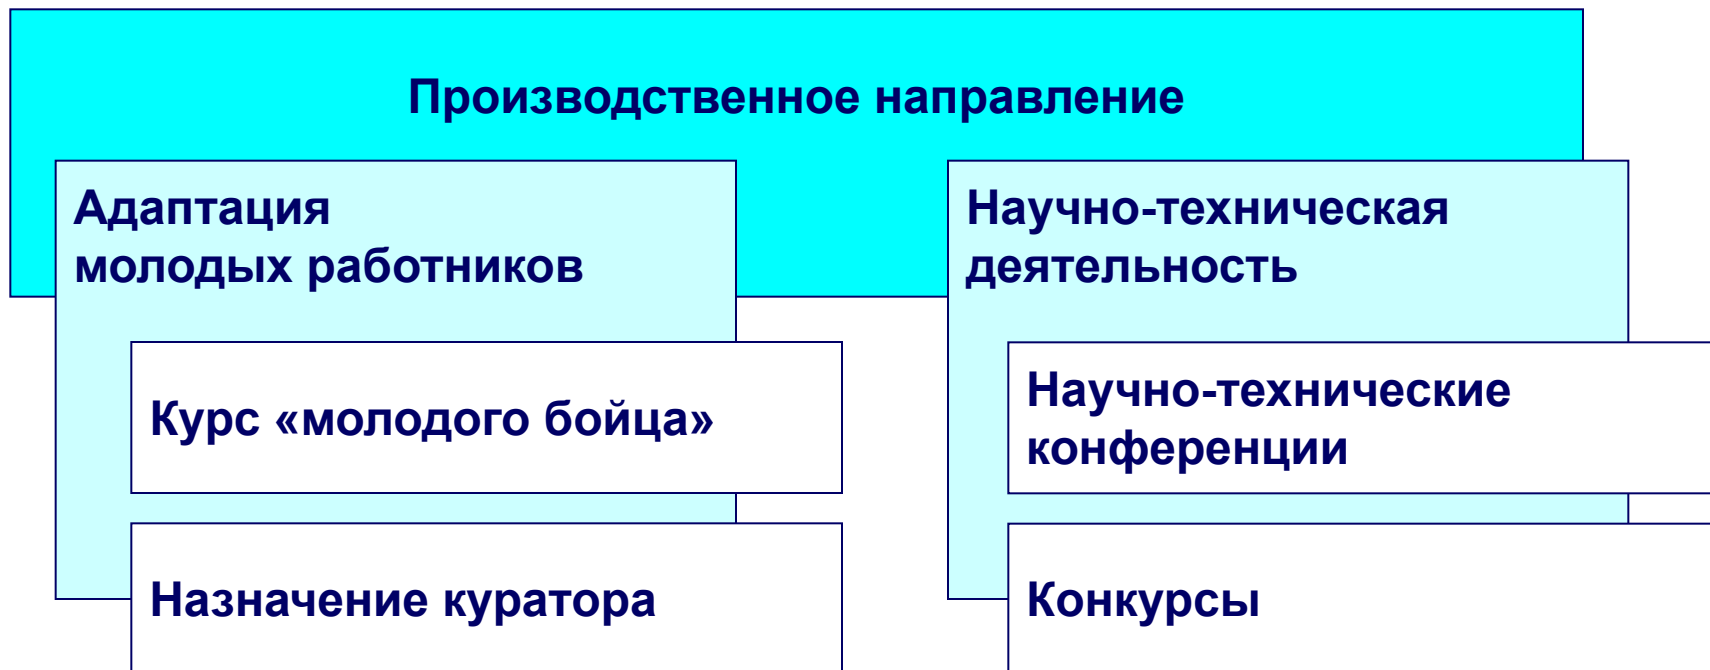 Производственное направление
Адаптация
молодых работников
Курс «молодого бойца»
Назначение куратора
Научно-техническая
деятельность
Научно-технические
конференции
Конкурсы